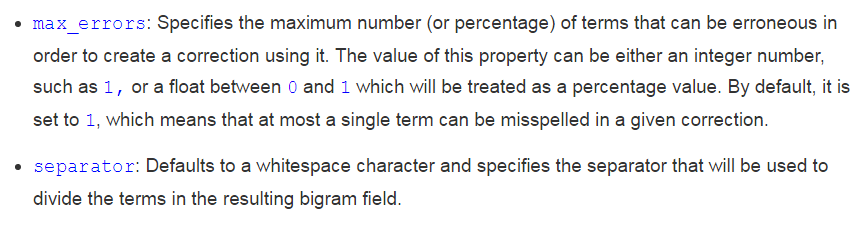 • max_errors: Specifies the maximum number (or percentage) of terms that can be erroneous in
order to create a correction using it. The value of this property can be either an integer number,
such as 1, or a float between 0 and 1 which will be treated as a percentage value. By default, it is
set to 1, which means that at most a single term can be misspelled in a given correction.
• separator: Defaults to a whitespace character and specifies the separator that will be used to
divide the terms in the resulting bigram field.